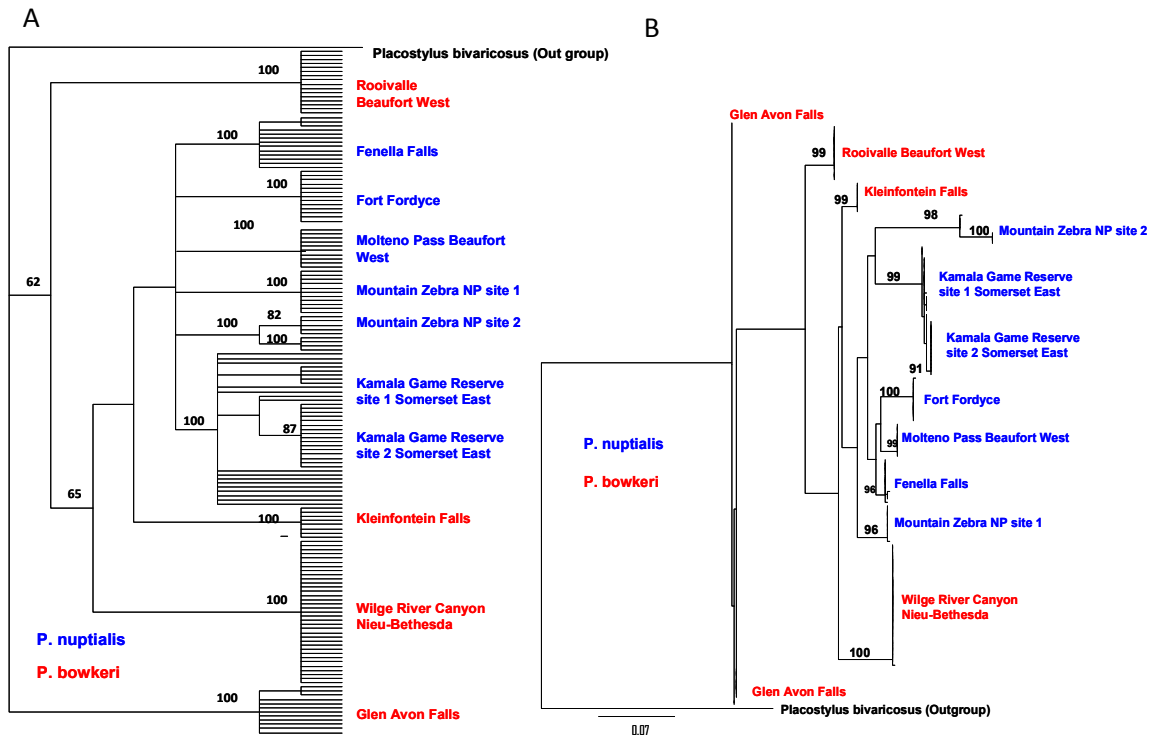 A
Placostylus bivaricosus (Out group)
100
Rooivalle
Beaufort West
100
Fenella Falls
100
Fort Fordyce
100
Molteno Pass Beaufort
West
62
100
Mountain Zebra NP site 1
100
82
Mountain Zebra NP site 2
100
Kamala Game Reserve
site 1 Somerset East
100
87
Kamala Game Reserve
site 2 Somerset East
65
100
Kleinfontein Falls
100
Wilge River Canyon
Nieu-Bethesda
P. nuptialis
P. bowkeri
100
Glen Avon Falls
B
Glen Avon Falls
99
Rooivalle Beaufort West
99
Kleinfontein Falls
98
100
Mountain Zebra NP site 2
99
Kamala Game Reserve
site 1 Somerset East
Kamala Game Reserve
site 2 Somerset East
91
100
Fort Fordyce
99
Molteno Pass Beaufort West
P. nuptialis
P. bowkeri
96
Fenella Falls
96
Mountain Zebra NP site 1
Wilge River Canyon
Nieu-Bethesda
100
Glen Avon Falls
Placostylus bivaricosus (Outgroup)
0.07